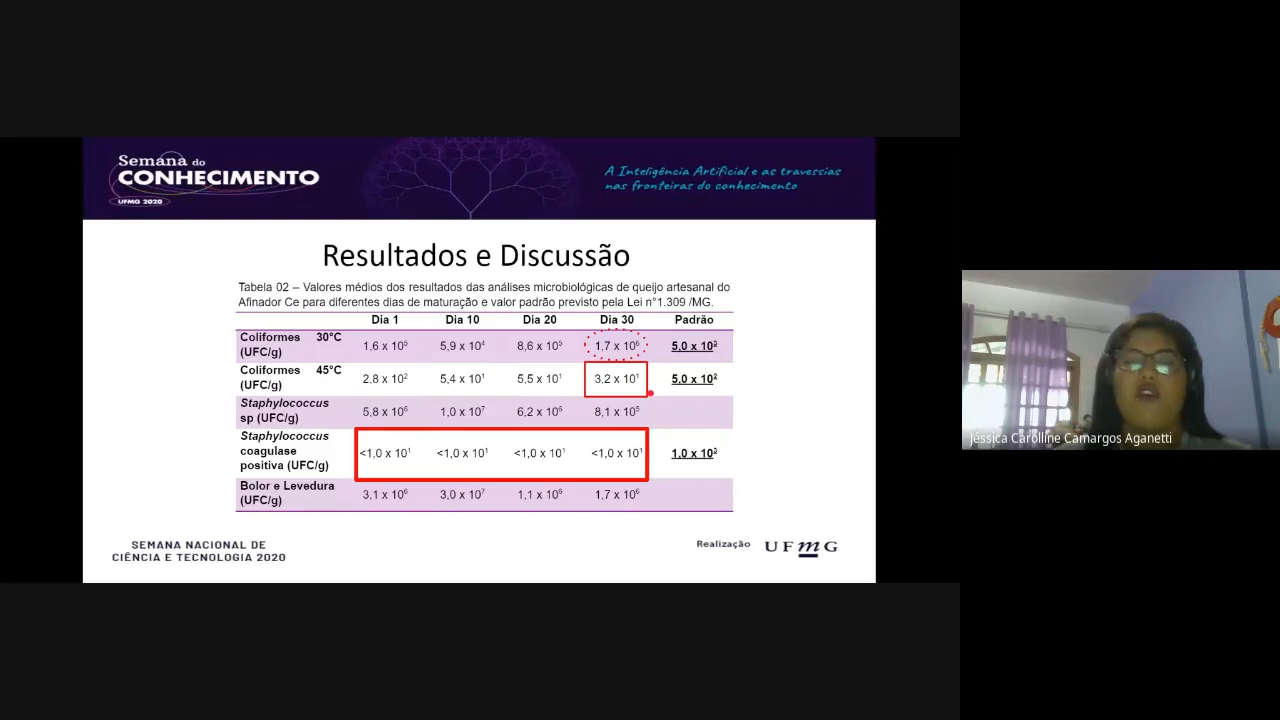 Semana do
CONHECIMENTO
UFMG 2020
A Inteligência Artificial e as travessias
nas fronteiras do conhecimento
Resultados e Discussão
Tabela 02 – Valores médios dos resultados das análises microbiológicas de queijo artesanal do
Afinador Ce para diferentes dias de maturação e valor padrão previsto pela Lei n°1.309 /MG.
Dia 1 Dia 10 Dia 20 Dia 30 Padrão
Coliformes 30°C
(UFC/g)
1,6 x 10⁵ 5,9 x 10⁴ 8,6 x 10⁵ 1,7 x 10⁶ 5,0 x 10³
Coliformes 45°C
(UFC/g)
2,8 x 10² 5,4 x 10¹ 5,5 x 10¹ 3,2 x 10¹ 5,0 x 10²
Staphylococcus
sp (UFC/g)
5,8 x 10⁶ 1,0 x 10⁷ 6,2 x 10⁶ 8,1 x 10⁵
Staphylococcus
coagulase
positiva (UFC/g)
<1,0 x 10¹ <1,0 x 10¹ <1,0 x 10¹ <1,0 x 10¹ 1,0 x 10³
Bolor e Levedura
(UFC/g)
3,1 x 10⁶ 3,0 x 10⁷ 1,1 x 10⁶ 1,7 x 10⁶
SEMANA NACIONAL DE
CIÊNCIA E TECNOLOGIA 2020
Realização UFmG
Jéssica Carolline Camargos Aganetti